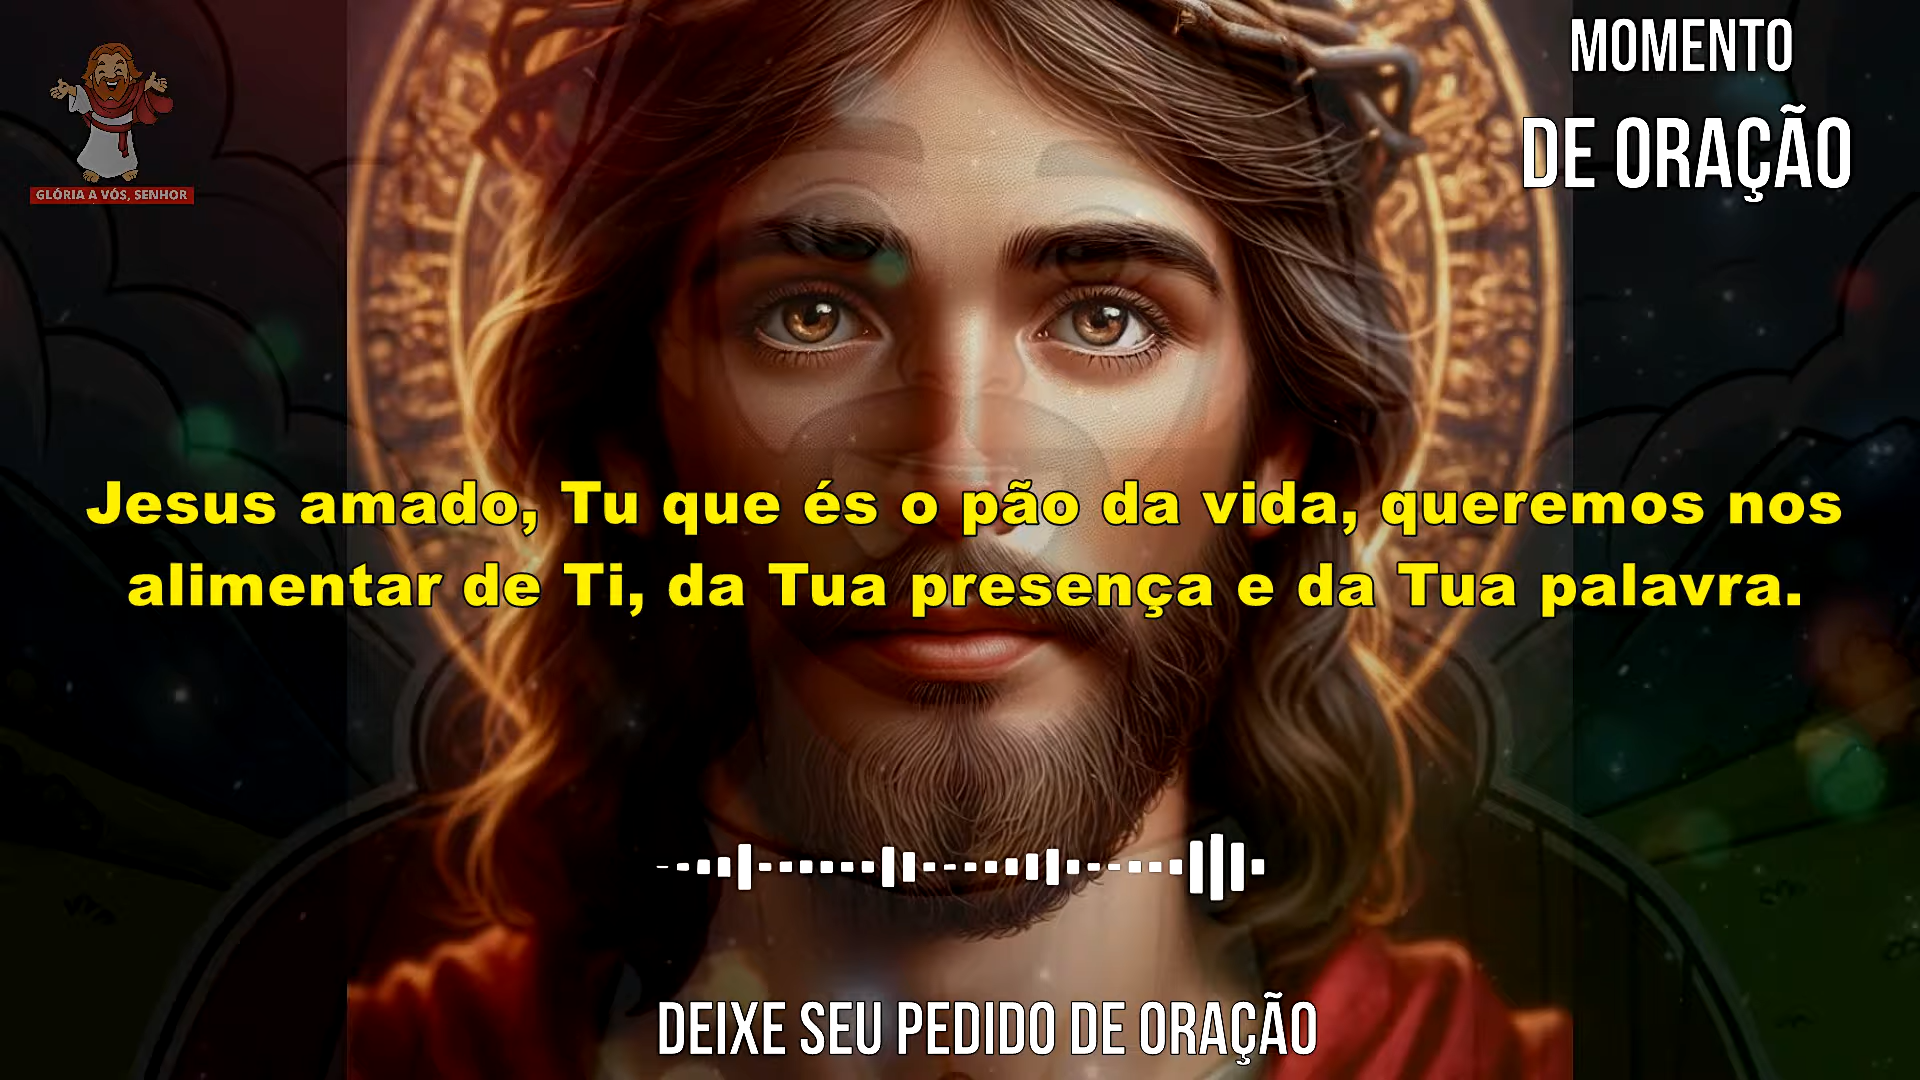 MOMENTO
DE ORAÇÃO
GLÓRIA A VÓS, SENHOR
Jesus amado, Tu que és o pão da vida, queremos nos
alimentar de Ti, da Tua presença e da Tua palavra.
DEIXE SEU PEDIDO DE ORAÇÃO